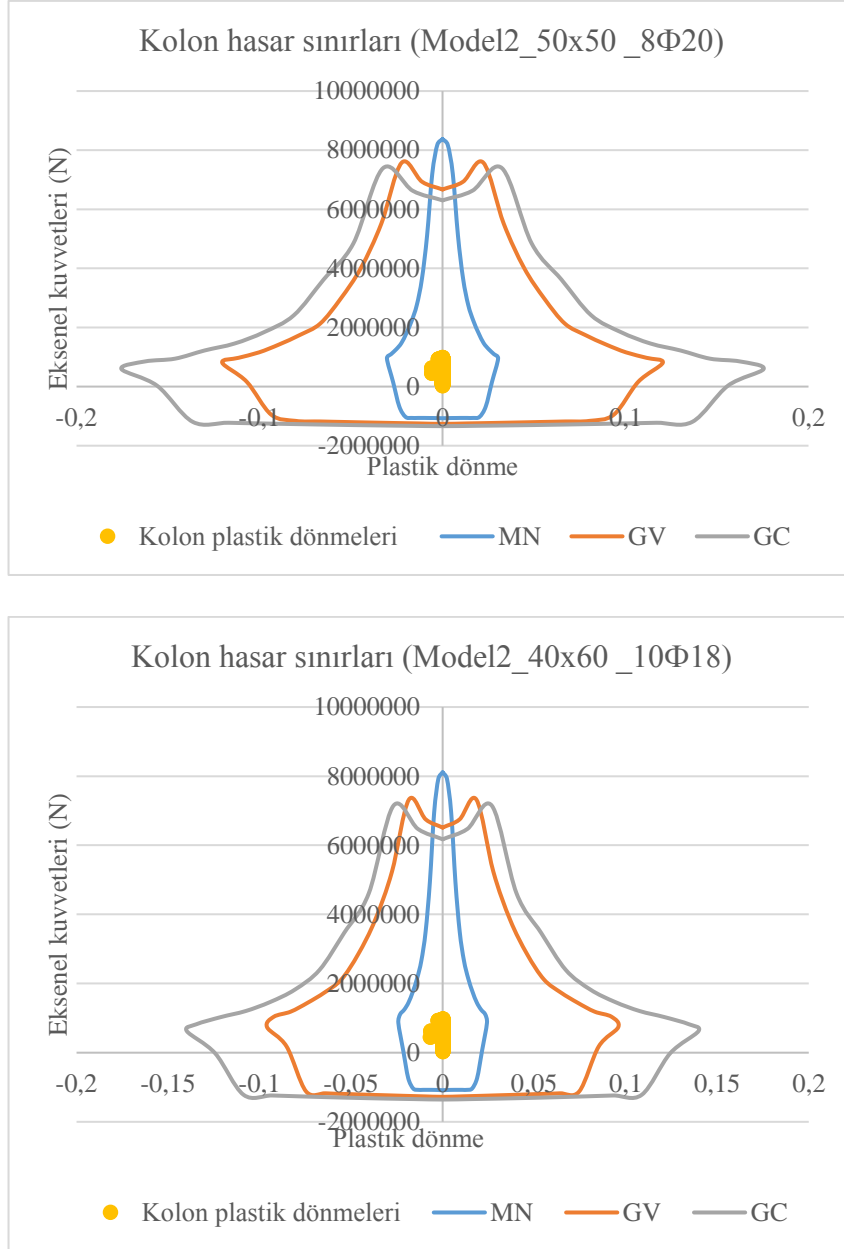 Kolon hasar sınırları (Model2_50x50 _8Φ20)
Eksenel kuvvetleri (N)
10000000
8000000
6000000
4000000
2000000
0
-2000000
-0,2
-0,1
0
0,1
0,2
Plastik dönme
Kolon plastik dönmeleri
MN
GV
GC
Kolon hasar sınırları (Model2_40x60 _10Φ18)
Eksenel kuvvetleri (N)
10000000
8000000
6000000
4000000
2000000
0
-2000000
-0,2
-0,15
-0,1
-0,05
0
0,05
0,1
0,15
0,2
Plastik dönme
Kolon plastik dönmeleri
MN
GV
GC